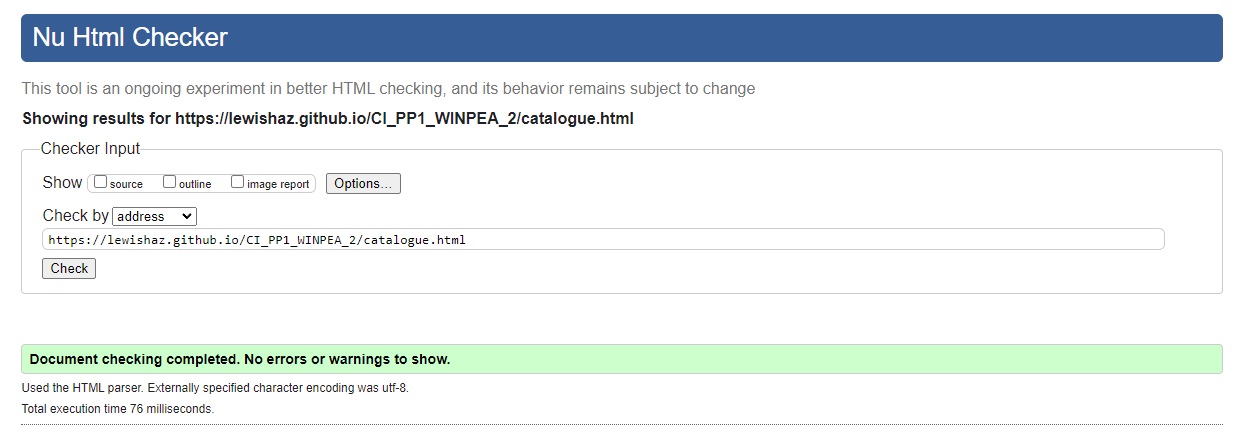 Nu Html Checker
This tool is an ongoing experiment in better HTML checking, and its behavior remains subject to change
Showing results for https://lewishaz.github.io/CI_PP1_WINPEA_2/catalogue.html
Checker Input
Show source outline image report Options...
Check by address
https://lewishaz.github.io/CI_PP1_WINPEA_2/catalogue.html
Check
Document checking completed. No errors or warnings to show.
Used the HTML parser. Externally specified character encoding was utf-8.
Total execution time 76 milliseconds.